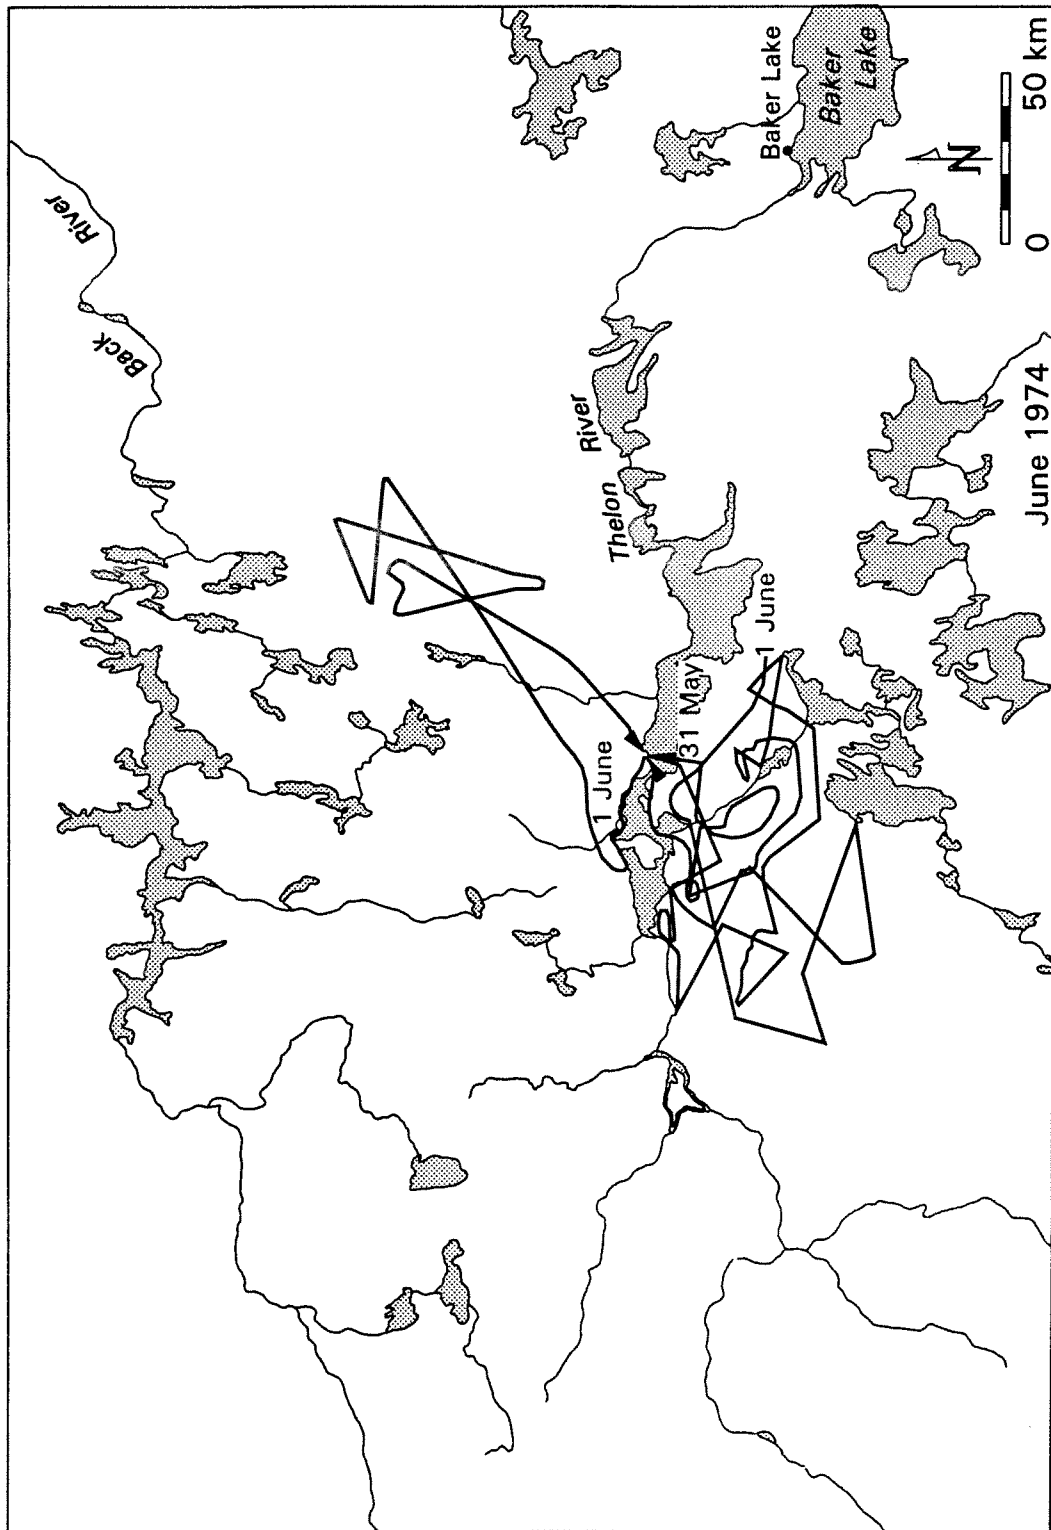 River
Back
Thelon
River
Baker Lake
Baker
Lake
N
0
50 km
1 June
31 May
1 June
June 1974